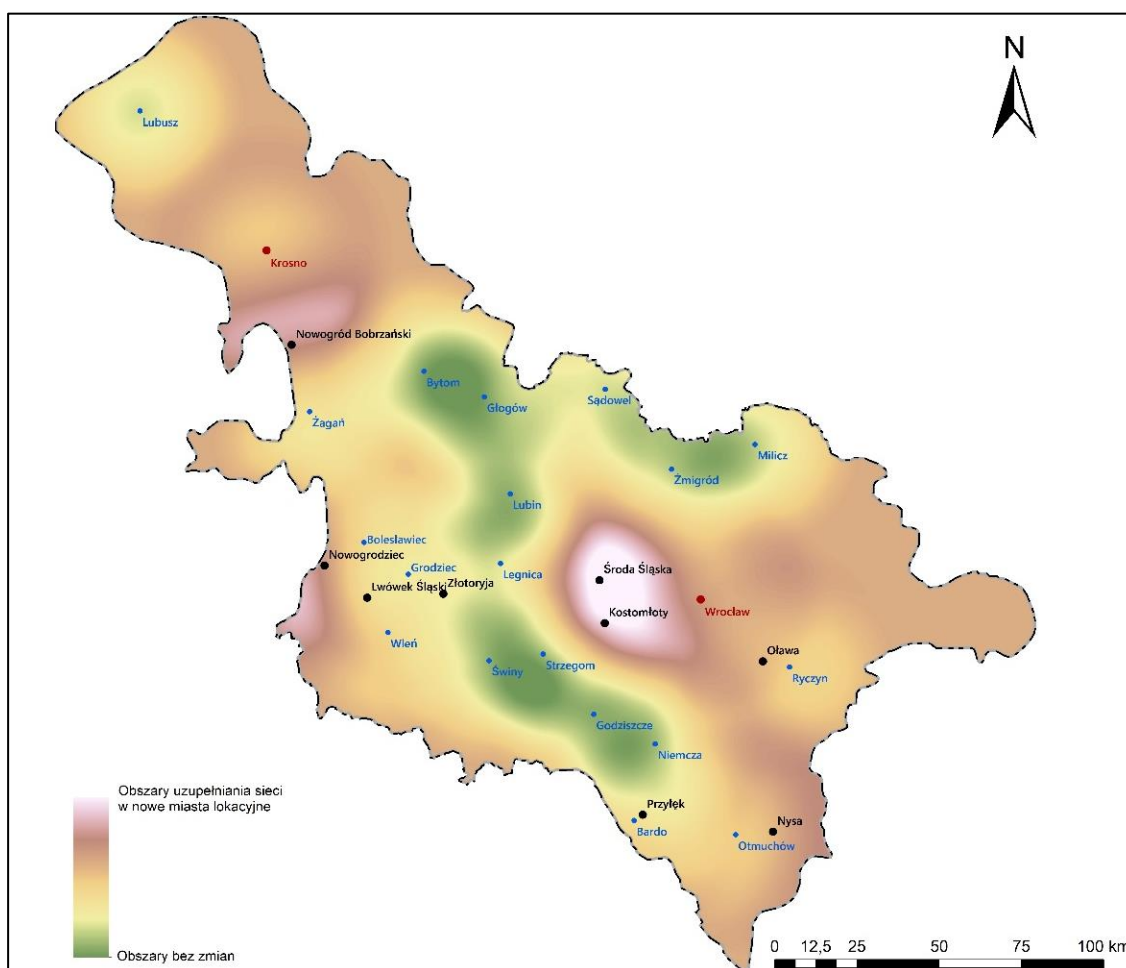 N
Lubusz
Krosno
Nowogród Bobrzański
Bytom
Głogów
Sądowel
Żagań
Milicz
Żmigród
Lubin
Bolesławiec
Nowogrodziec
Grodziec
Legnica
Środa Śląska
Lwówek Śląski
Złotoryja
Wrocław
Kostomłoty
Wleń
Strzegom
Świny
Oława
Ryczyn
Godziszcze
Niemcza
Obszary uzupełniania sieci
w nowe miasta lokacyjne
Przyłęk
Bardo
Nysa
Otmuchów
Obszary bez zmian
0 12,5 25 50 75 100 km